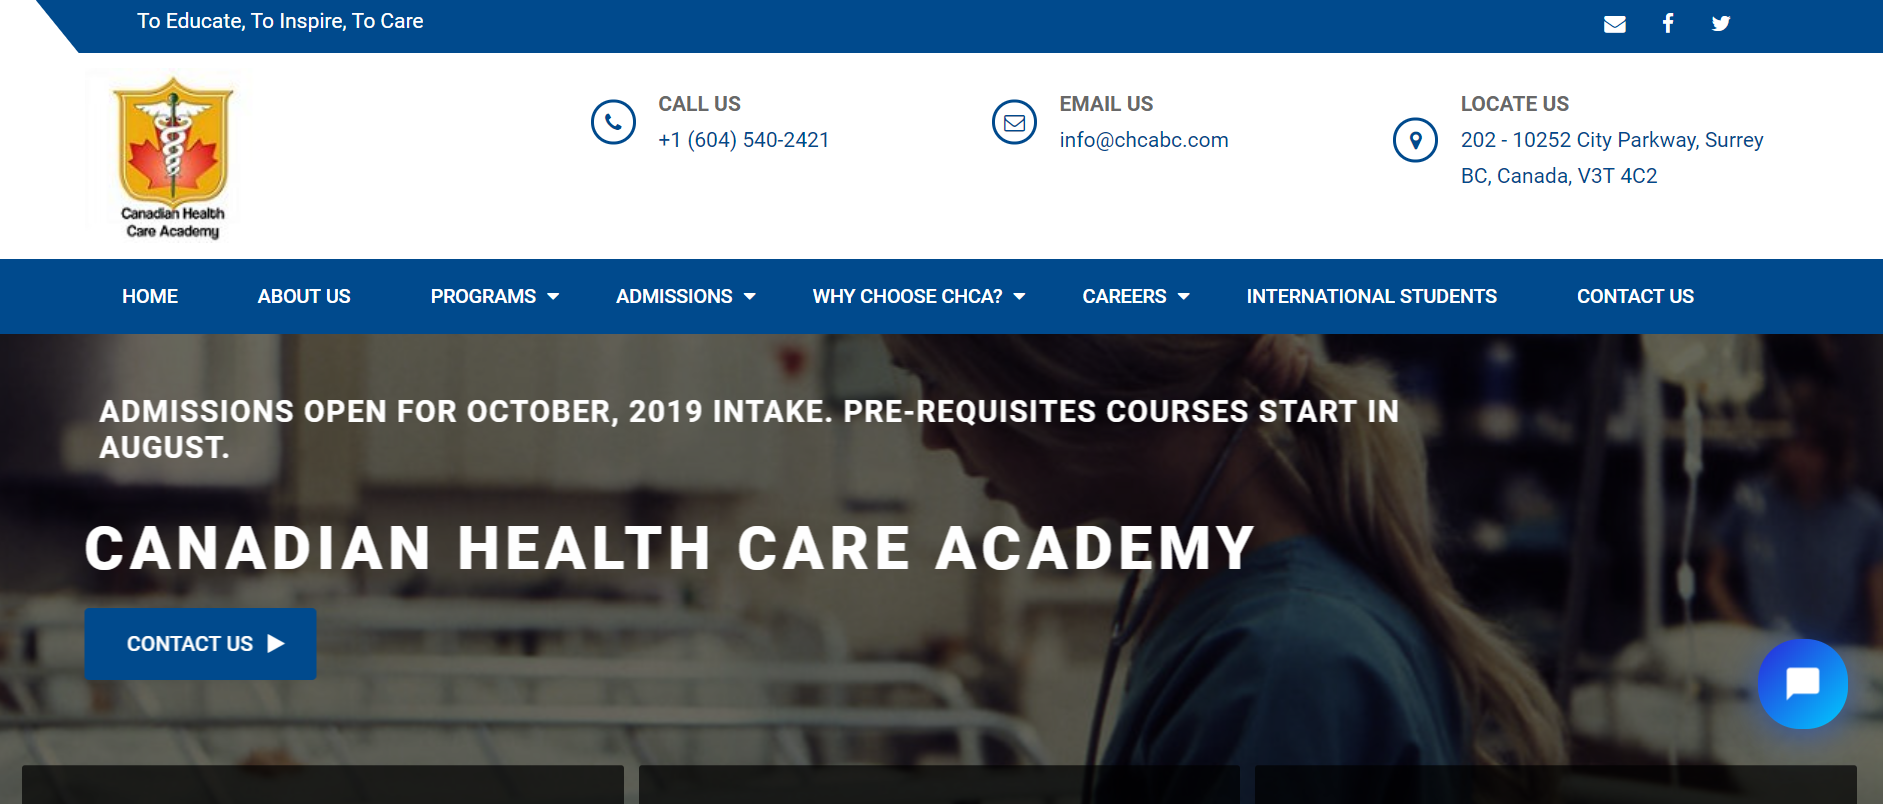 To Educate, To Inspire, To Care
Canadian Health
Care Academy
CALL US
+1 (604) 540-2421
EMAIL US
info@chcabc.com
LOCATE US
202 - 10252 City Parkway, Surrey
BC, Canada, V3T 4C2
HOME ABOUT US PROGRAMS ADMISSIONS WHY CHOOSE CHCA? CAREERS INTERNATIONAL STUDENTS CONTACT US
ADMISSIONS OPEN FOR OCTOBER, 2019 INTAKE. PRE-REQUISITES COURSES START IN
AUGUST.
CANADIAN HEALTH CARE ACADEMY
CONTACT US